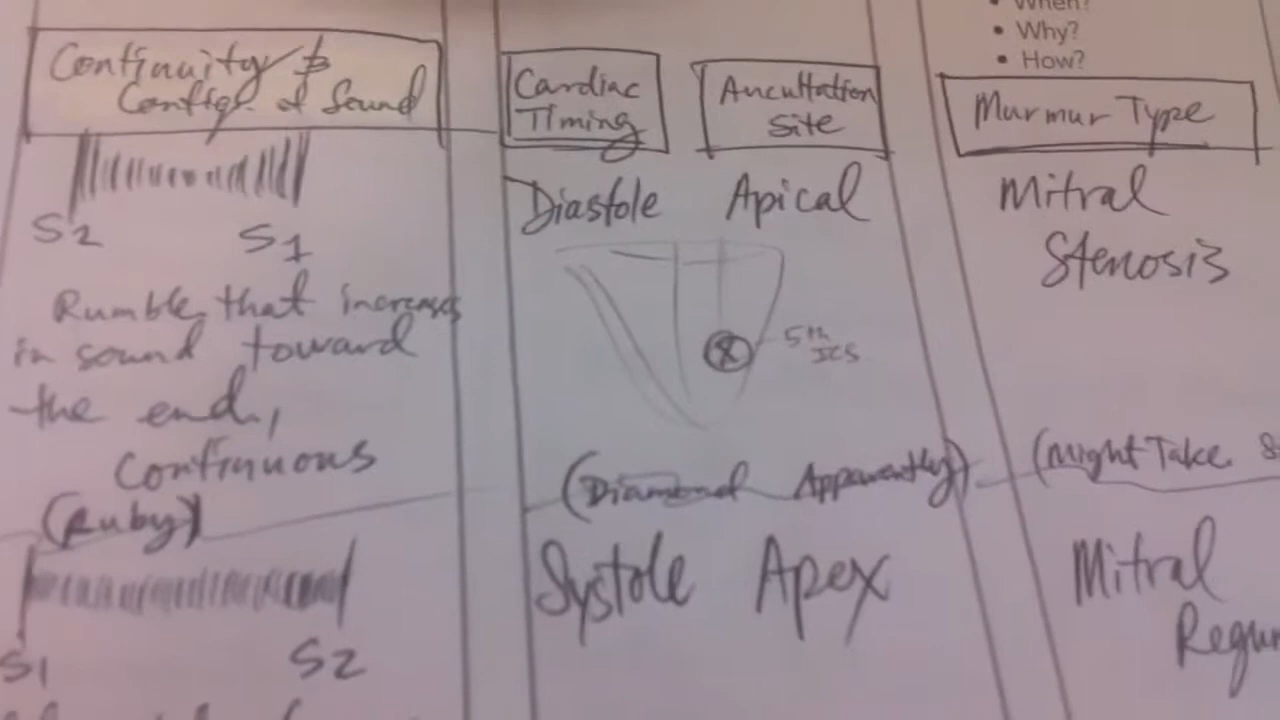 When?
• Why?
• How?
Continuity &
Config. of Sound
Cardiac
Timing
Auscultation
Site
Murmur Type
S2 S1
Rumble that increases
in sound toward
the end,
Continuous
Diastole Apical
5th
ICS
Mitral
Stenosis
(Ruby)
(Diamond Apparently)
(Might Take
S1 S2
Systole Apex
Mitral
Regur